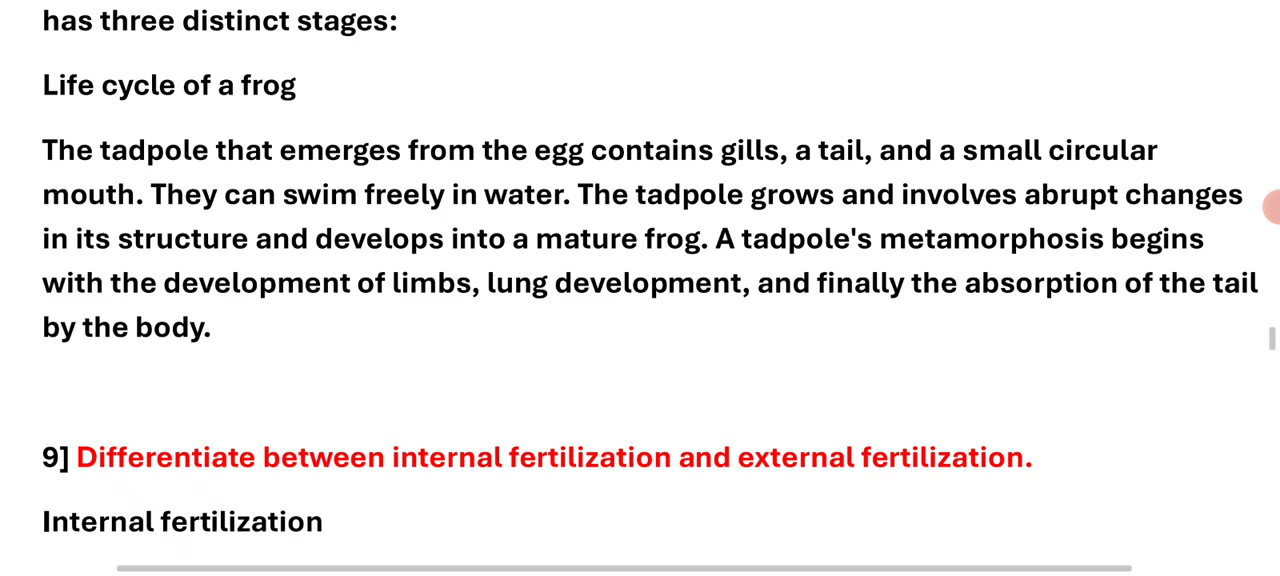 has three distinct stages:
Life cycle of a frog
The tadpole that emerges from the egg contains gills, a tail, and a small circular
mouth. They can swim freely in water. The tadpole grows and involves abrupt changes
in its structure and develops into a mature frog. A tadpole's metamorphosis begins
with the development of limbs, lung development, and finally the absorption of the tail
by the body.
9] Differentiate between internal fertilization and external fertilization.
Internal fertilization